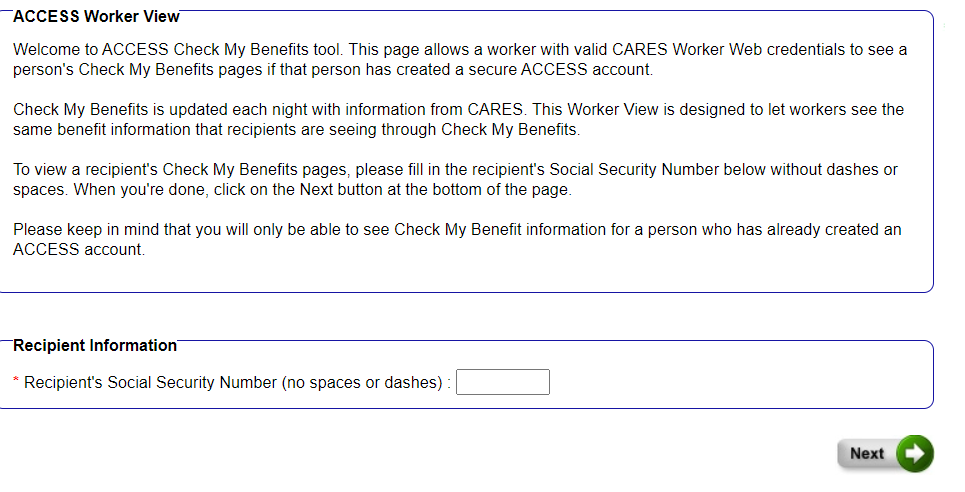 ACCESS Worker View
Welcome to ACCESS Check My Benefits tool. This page allows a worker with valid CARES Worker Web credentials to see a
person's Check My Benefits pages if that person has created a secure ACCESS account.
Check My Benefits is updated each night with information from CARES. This Worker View is designed to let workers see the
same benefit information that recipients are seeing through Check My Benefits.
To view a recipient's Check My Benefits pages, please fill in the recipient's Social Security Number below without dashes or
spaces. When you're done, click on the Next button at the bottom of the page.
Please keep in mind that you will only be able to see Check My Benefit information for a person who has already created an
ACCESS account.
Recipient Information
* Recipient's Social Security Number (no spaces or dashes) :
Next